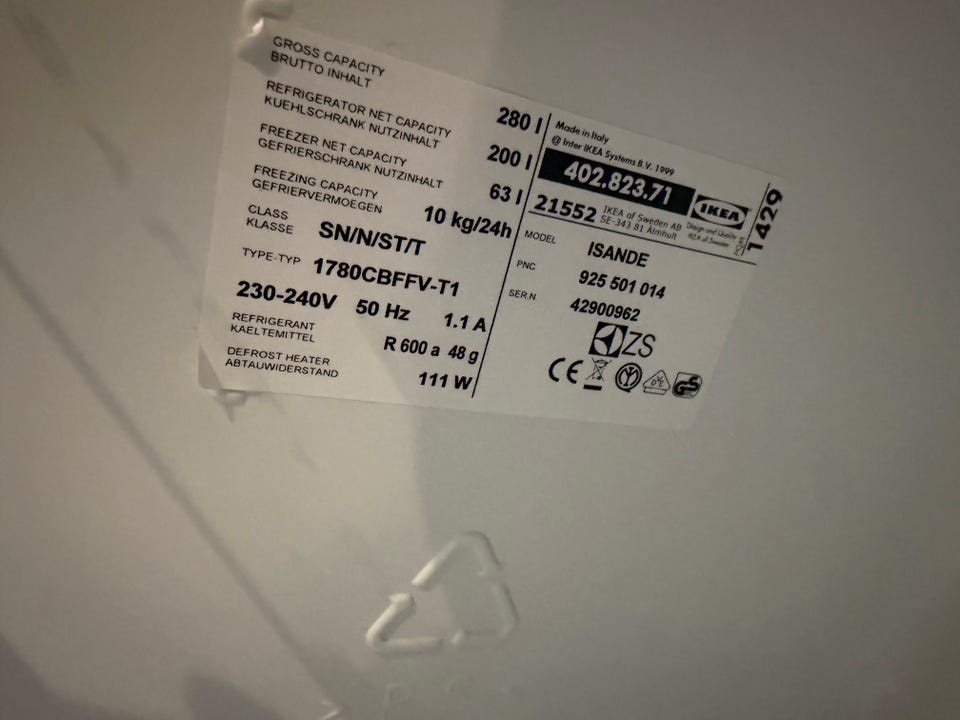 GROSS CAPACITY
BRUTTO INHALT
280 l
REFRIGERATOR NET CAPACITY
KUEHLSCHRANK NUTZINHALT
200 l
FREEZER NET CAPACITY
GEFRIERSCHRANK NUTZINHALT
63 l
FREEZING CAPACITY
GEFRIERVERMOEGEN
10 kg/24h
CLASS
KLASSE
SN/N/ST/T
TYPE-TYP 1780CBFFV-T1
230-240V 50 Hz 1.1 A
REFRIGERANT
KAELTEMITTEL
R 600 a 48 g
DEFROST HEATER
ABTAUWIDERSTAND
111 W
Made in Italy
@ Inter IKEA Systems B.V. 1999
402.823.71
IKEA
21552
IKEA of Sweden AB
SE-343 81 Älmhult
Design and Quality
IKEA of Sweden
1429
MODEL ISANDE
PNC 925 501 014
SER.N 42900962
ZS
CE
VDE
GS